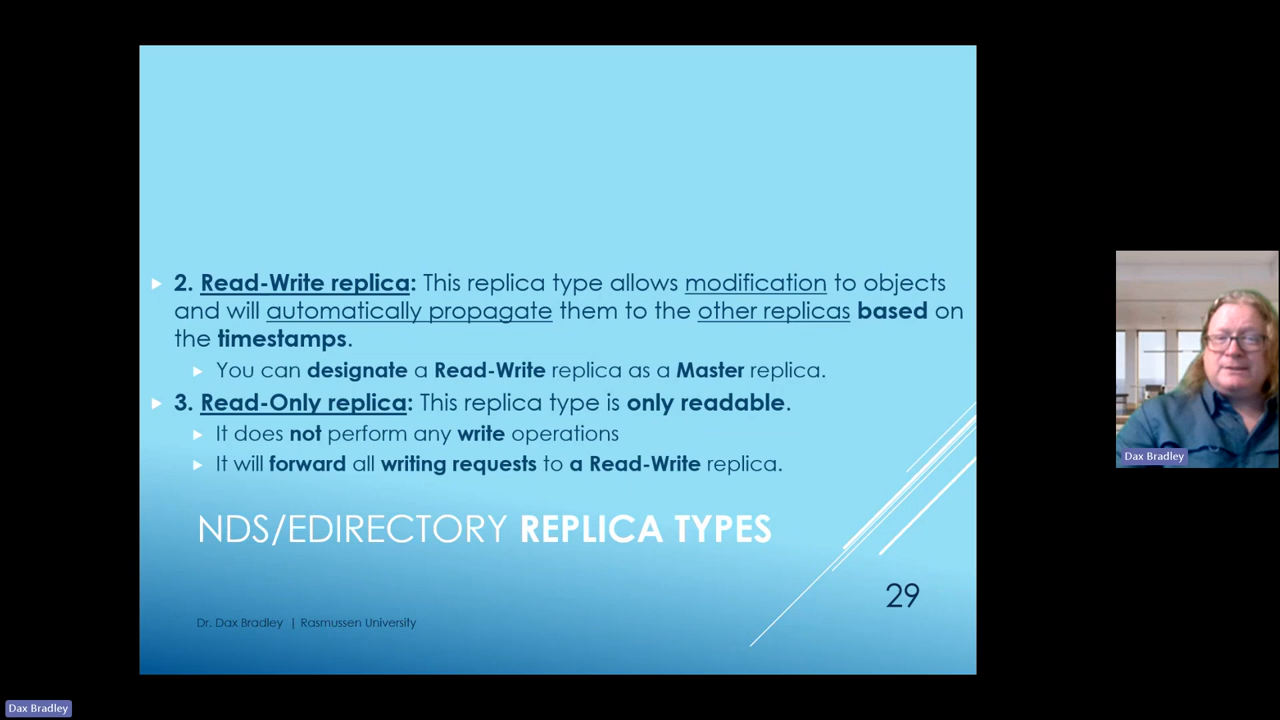 2. Read-Write replica: This replica type allows modification to objects
and will automatically propagate them to the other replicas based on
the timestamps.
You can designate a Read-Write replica as a Master replica.
3. Read-Only replica: This replica type is only readable.
It does not perform any write operations
It will forward all writing requests to a Read-Write replica.
NDS/EDIRECTORY REPLICA TYPES
29
Dr. Dax Bradley | Rasmussen University
Dax Bradley
Dax Bradley